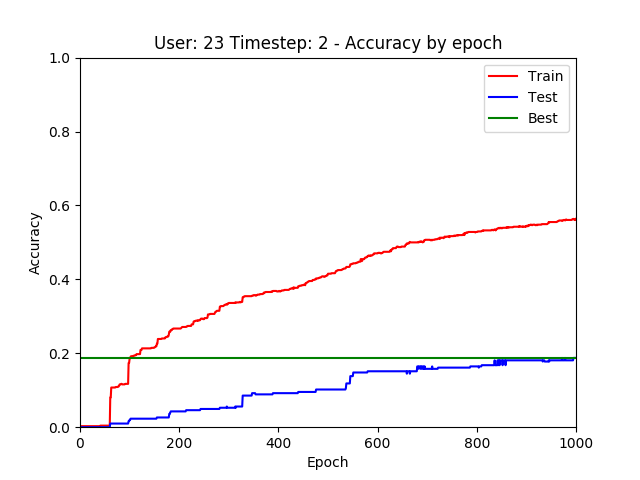 User: 23 Timestep: 2 - Accuracy by epoch
1.0
0.8
0.6
0.4
0.2
0.0
Accuracy
Train
Test
Best
0 200 400 600 800 1000
Epoch